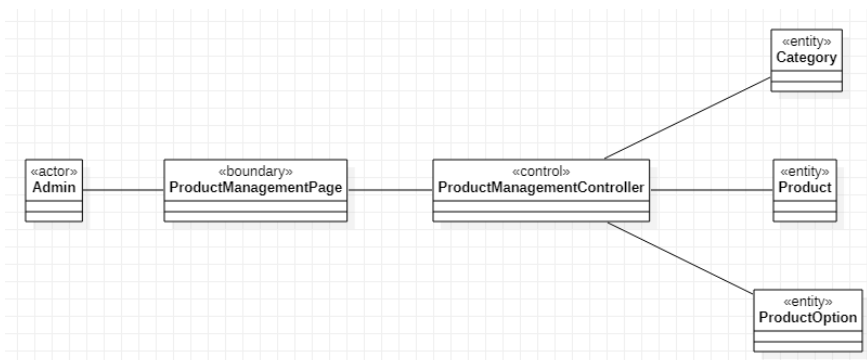 «entity»
Category
«actor»
Admin
«boundary»
ProductManagementPage
«control»
ProductManagementController
«entity»
Product
«entity»
ProductOption